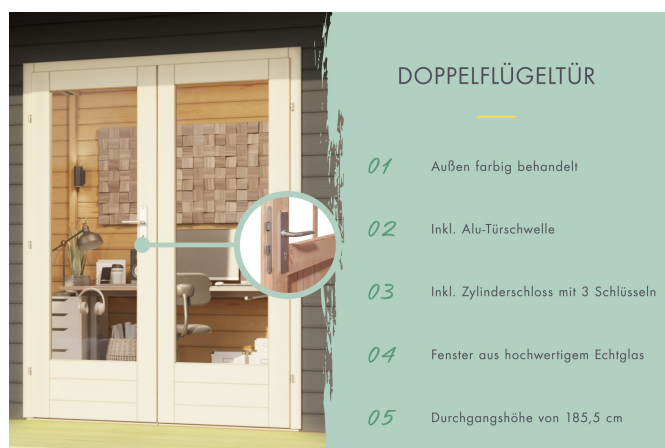 DOPPELFLÜGELTÜR
01 Außen farbig behandelt
02 Inkl. Alu-Türschwelle
03 Inkl. Zylinderschloss mit 3 Schlüsseln
04 Fenster aus hochwertigem Echtglas
05 Durchgangshöhe von 185,5 cm